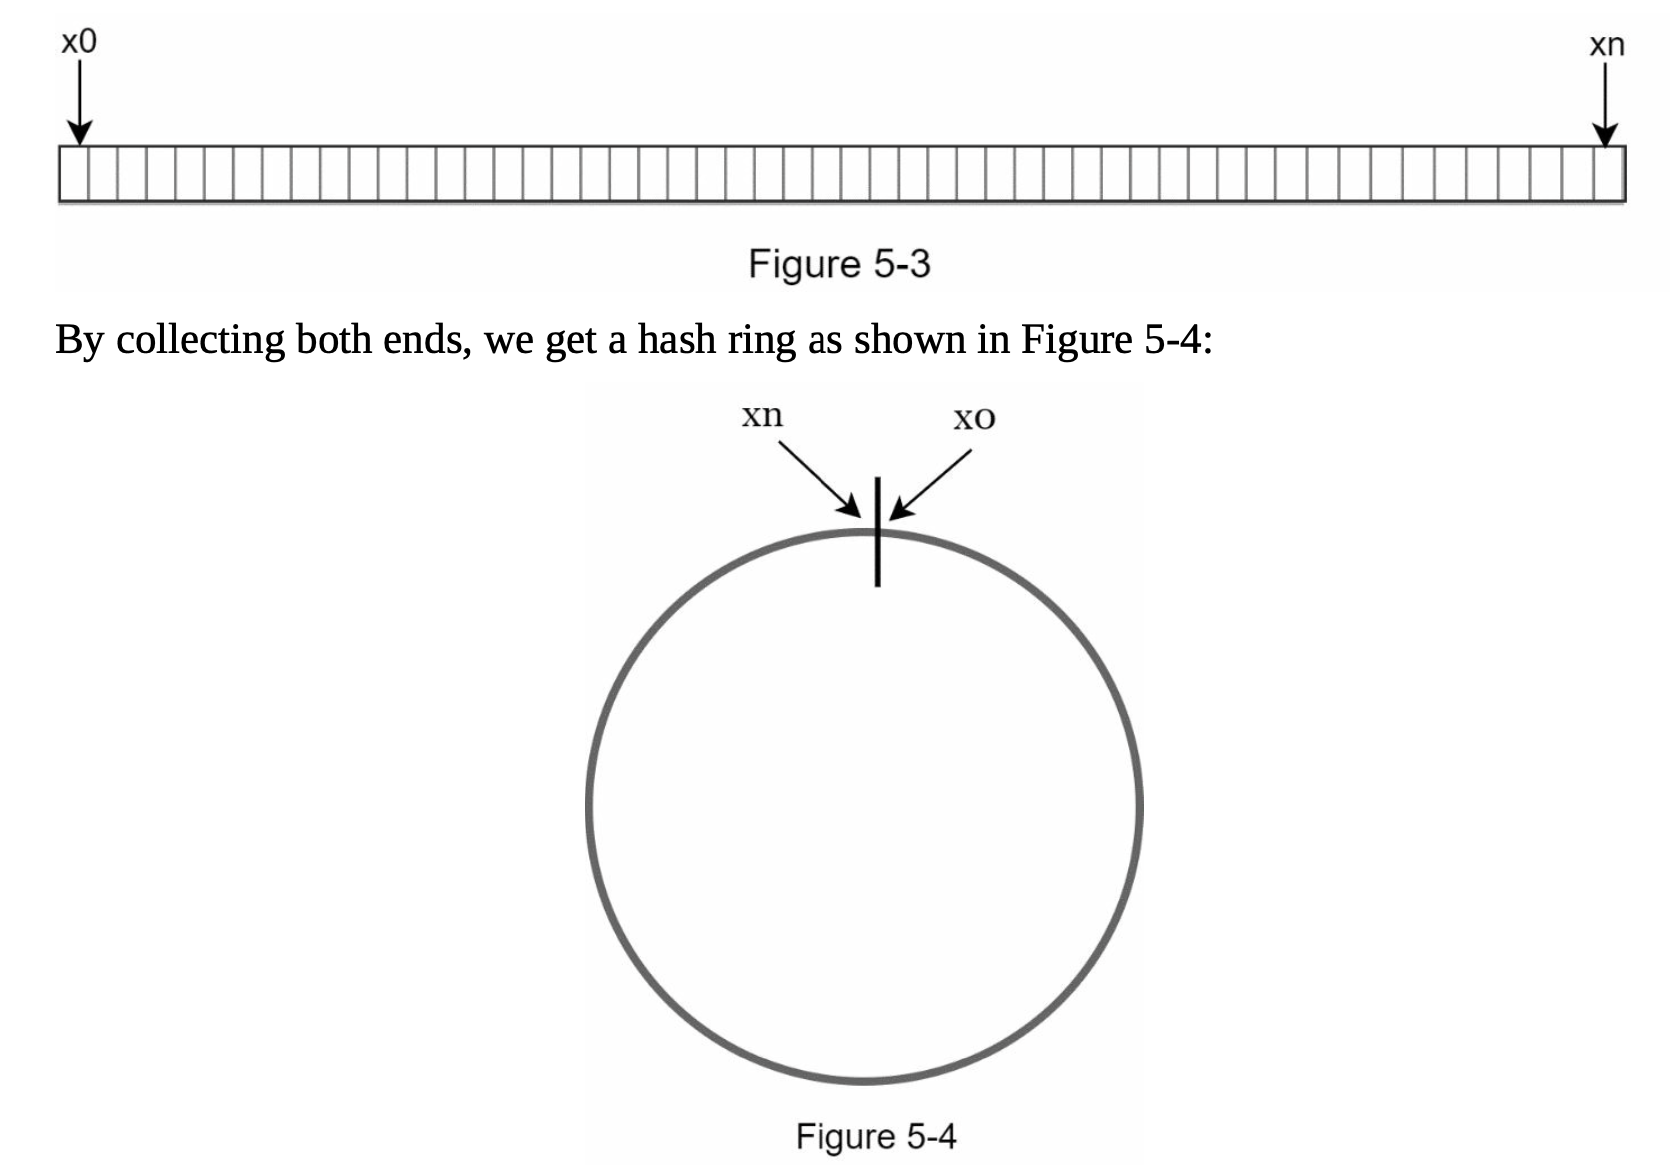 x0
xn
Figure 5-3
By collecting both ends, we get a hash ring as shown in Figure 5-4:
xn
xo
Figure 5-4